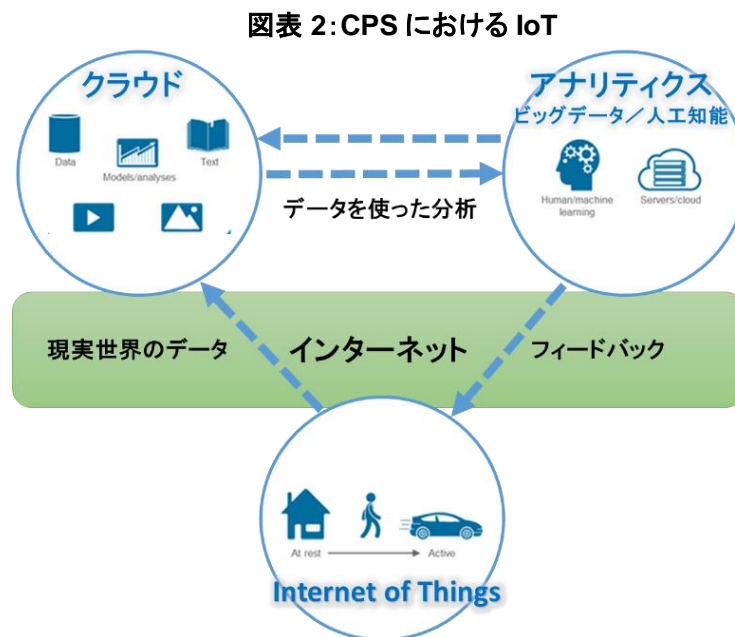 図表 2：CPS における IoT
クラウド
Data
Models/analyses
Text
アナリティクス
ビッグデータ／人工知能
Human/machine
learning
Servers/cloud
データを使った分析
現実世界のデータ
インターネット
フィードバック
At rest
Active
Internet of Things